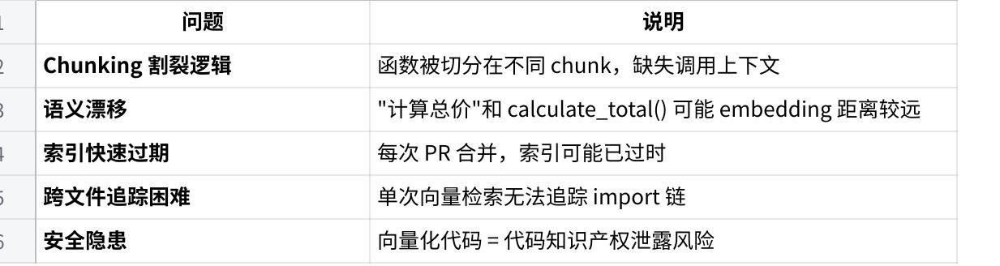 1 问题 说明
2 Chunking 割裂逻辑 函数被切分在不同 chunk，缺失调用上下文
3 语义漂移 "计算总价"和 calculate_total() 可能 embedding 距离较远
4 索引快速过期 每次 PR 合并，索引可能已过时
5 跨文件追踪困难 单次向量检索无法追踪 import 链
6 安全隐患 向量化代码 = 代码知识产权泄露风险